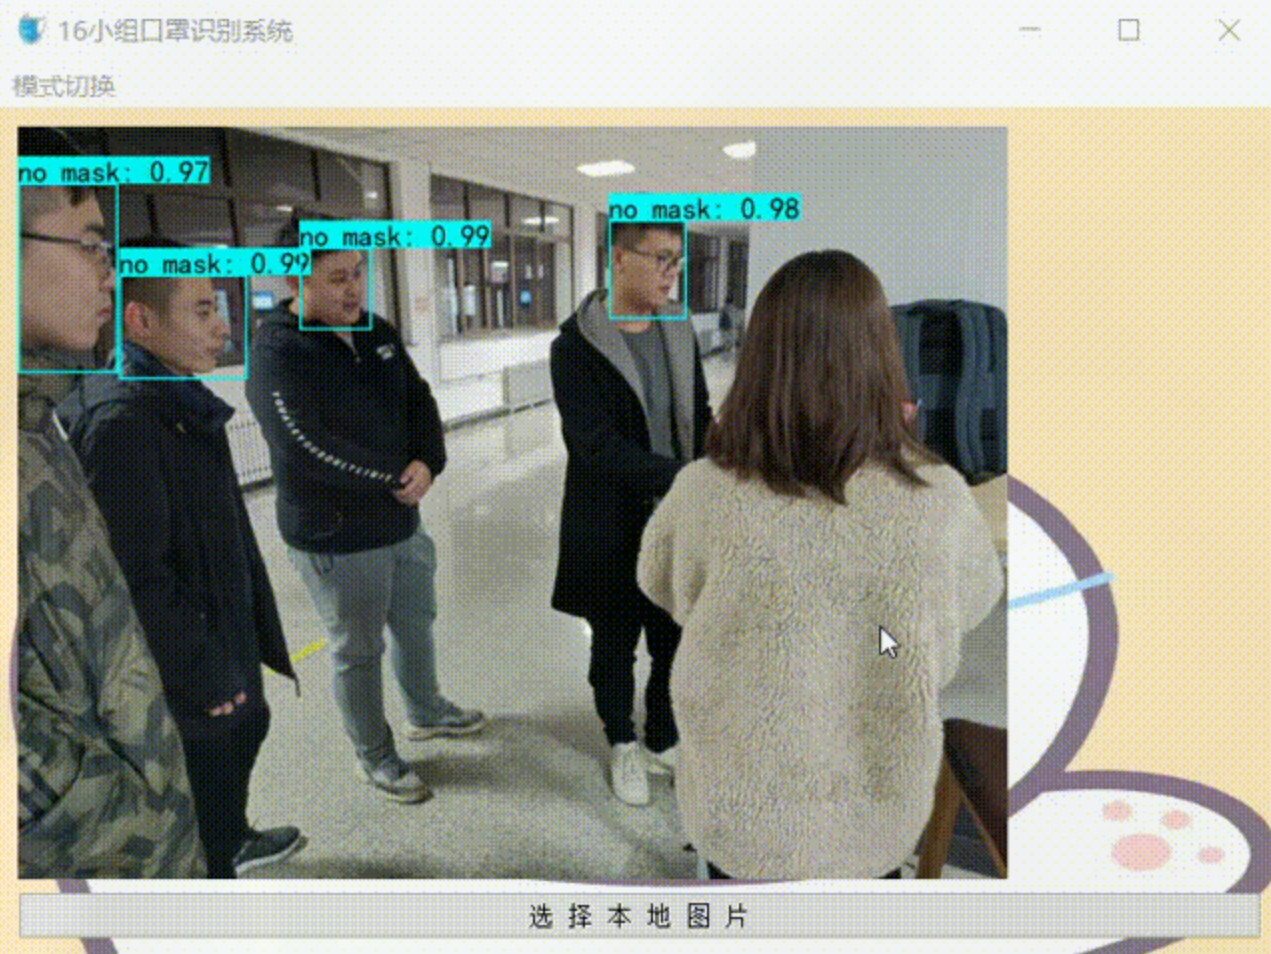 16小组口罩识别系统
模式切换
no mask: 0.97
no mask: 0.98
no mask: 0.99
no mask: 0.99
选择本地图片